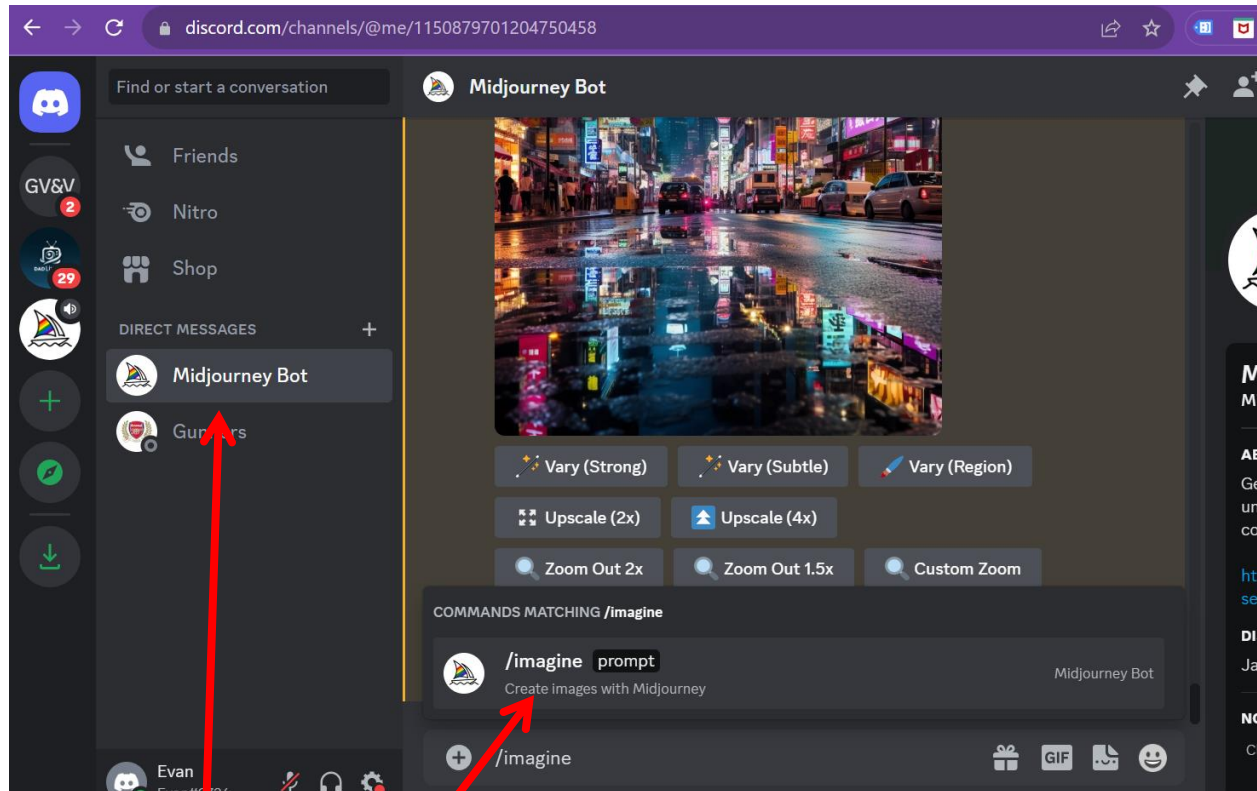 discord.com/channels/@me/1150879701204750458
Find or start a conversation
Midjourney Bot
Friends
GV&V
2
Nitro
29
Shop
DIRECT MESSAGES
Midjourney Bot
Vary (Strong)
Vary (Subtle)
Vary (Region)
Upscale (2x)
Upscale (4x)
Zoom Out 2x
Zoom Out 1.5x
Custom Zoom
COMMANDS MATCHING /imagine
/imagine prompt
Create images with Midjourney
Midjourney Bot
/imagine
GIF
Evan